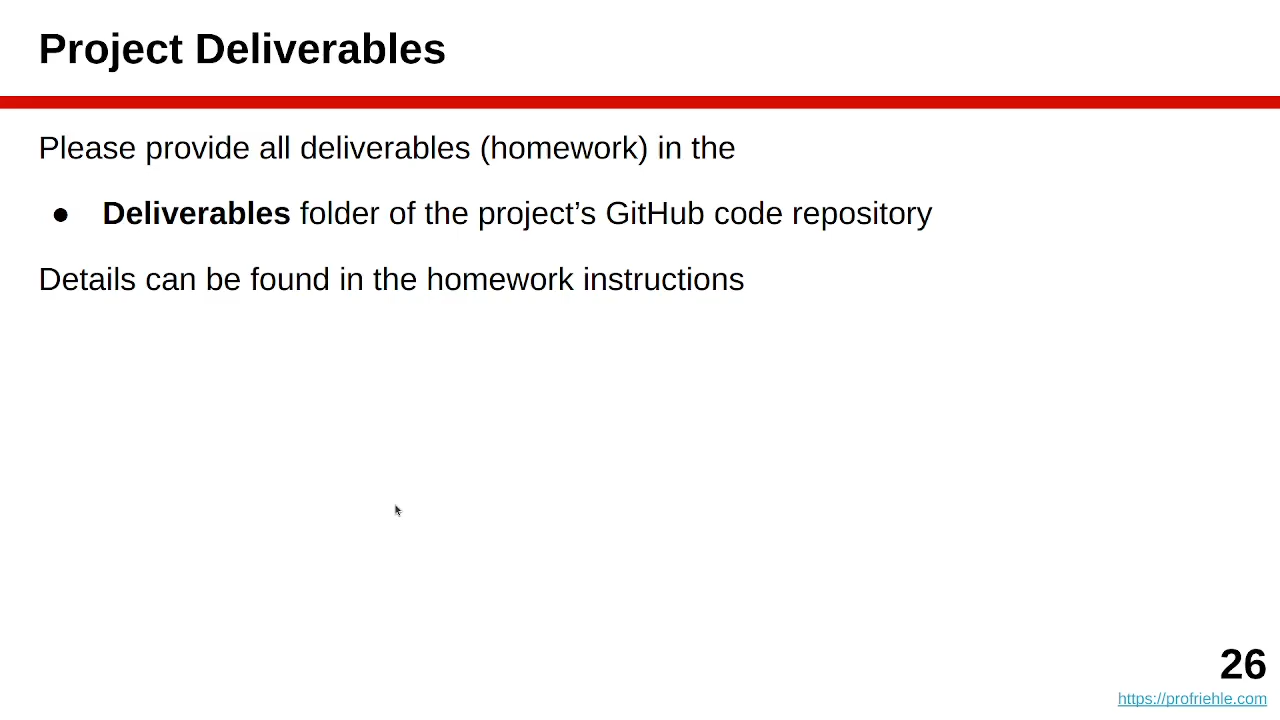 Project Deliverables
Please provide all deliverables (homework) in the
● Deliverables folder of the project’s GitHub code repository
Details can be found in the homework instructions
26
https://profriehle.com